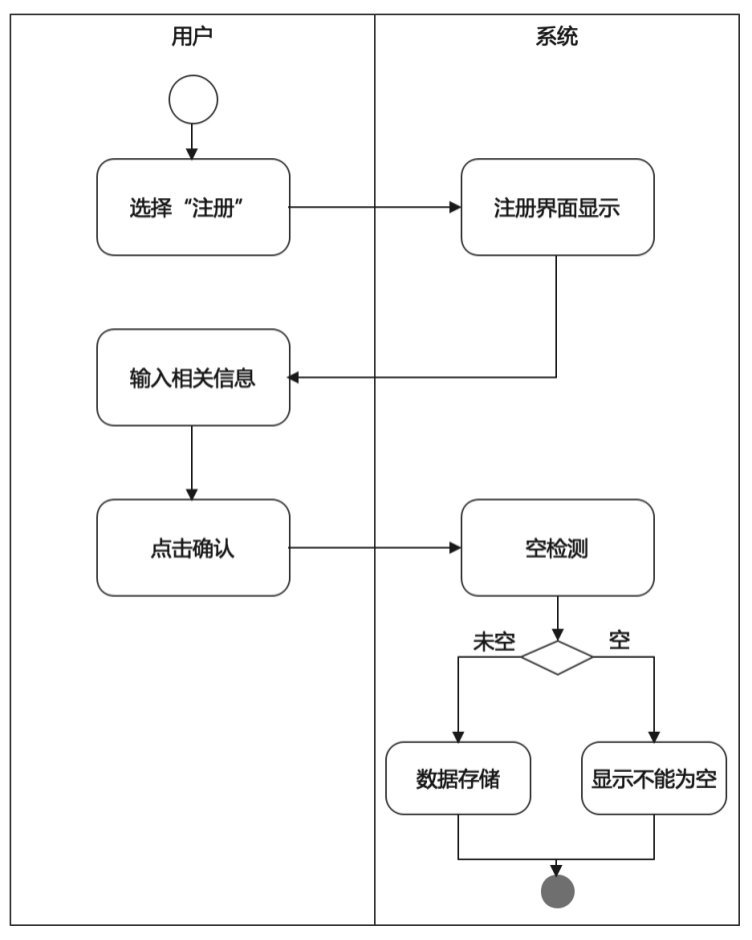 用户
系统
选择“注册”
注册界面显示
输入相关信息
点击确认
空检测
未空
空
数据存储
显示不能为空